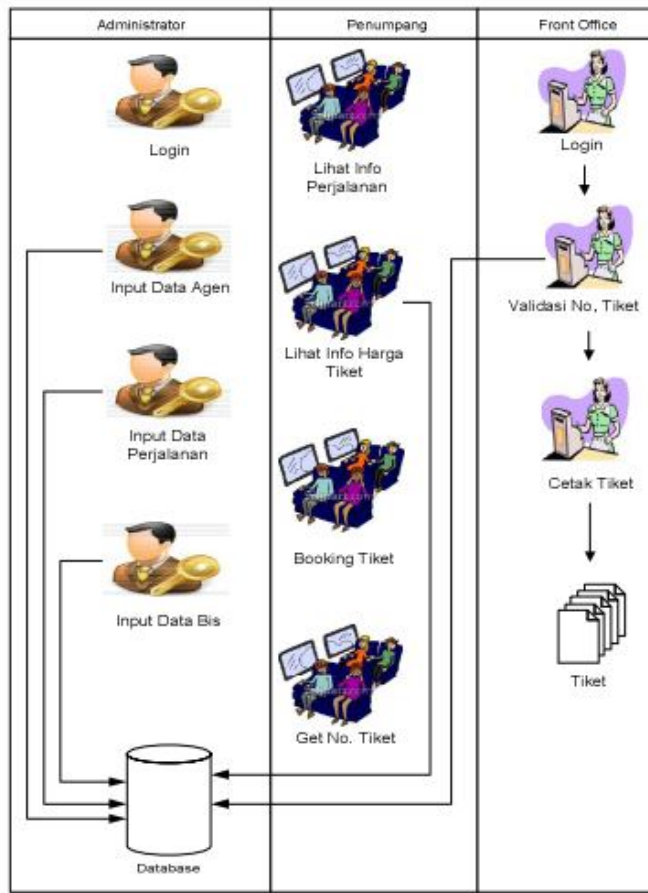 Administrator
Penumpang
Front Office
Login
Input Data Agen
Input Data
Perjalanan
Input Data Bis
Database
Lihat Info
Perjalanan
Lihat Info Harga
Tiket
Booking Tiket
Get No. Tiket
Login
Validasi No, Tiket
Cetak Tiket
Tiket